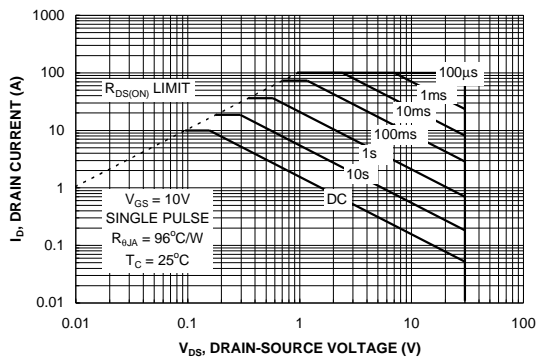 1000
100
10
1
0.1
0.01
I_D, DRAIN CURRENT (A)
R_DS(ON) LIMIT
100µs
1ms
10ms
100ms
1s
10s
DC
V_GS = 10V
SINGLE PULSE
R_θJA = 96°C/W
T_C = 25°C
0.01 0.1 1 10 100
V_DS, DRAIN-SOURCE VOLTAGE (V)